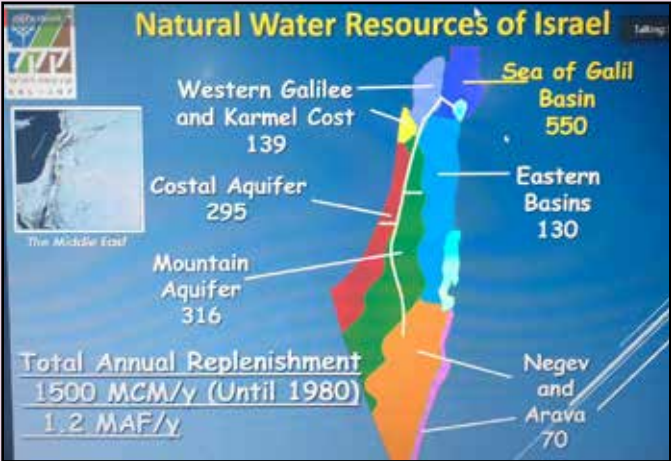 Natural Water Resources of Israel
Talking:
Western Galilee
and Karmel Cost
139
Sea of Galil
Basin
550
Costal Aquifer
295
Eastern
Basins
130
The Middle East
Mountain
Aquifer
316
Total Annual Replenishment
1500 MCM/y (Until 1980)
1.2 MAF/y
Negev
and
Arava
70